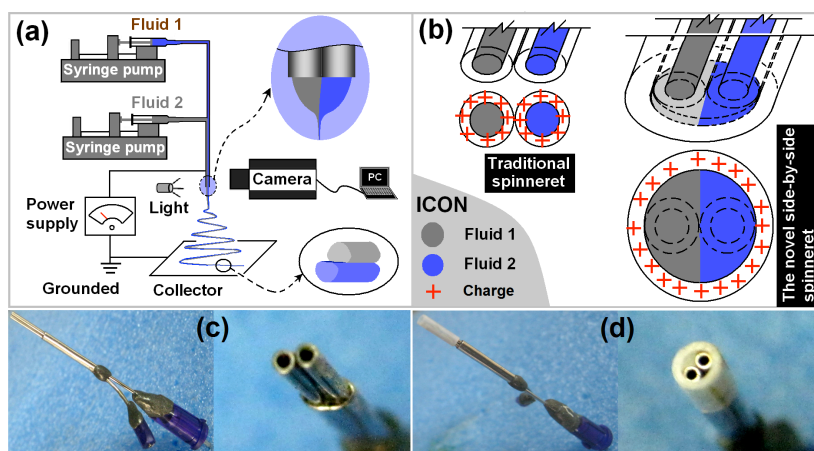 (a)
Fluid 1
Syringe pump
Fluid 2
Syringe pump
Power
supply
Light
Camera
PC
Grounded
Collector
(b)
Traditional
spinneret
ICON
Fluid 1
Fluid 2
Charge
The novel side-by-side
spinneret
(c)
(d)